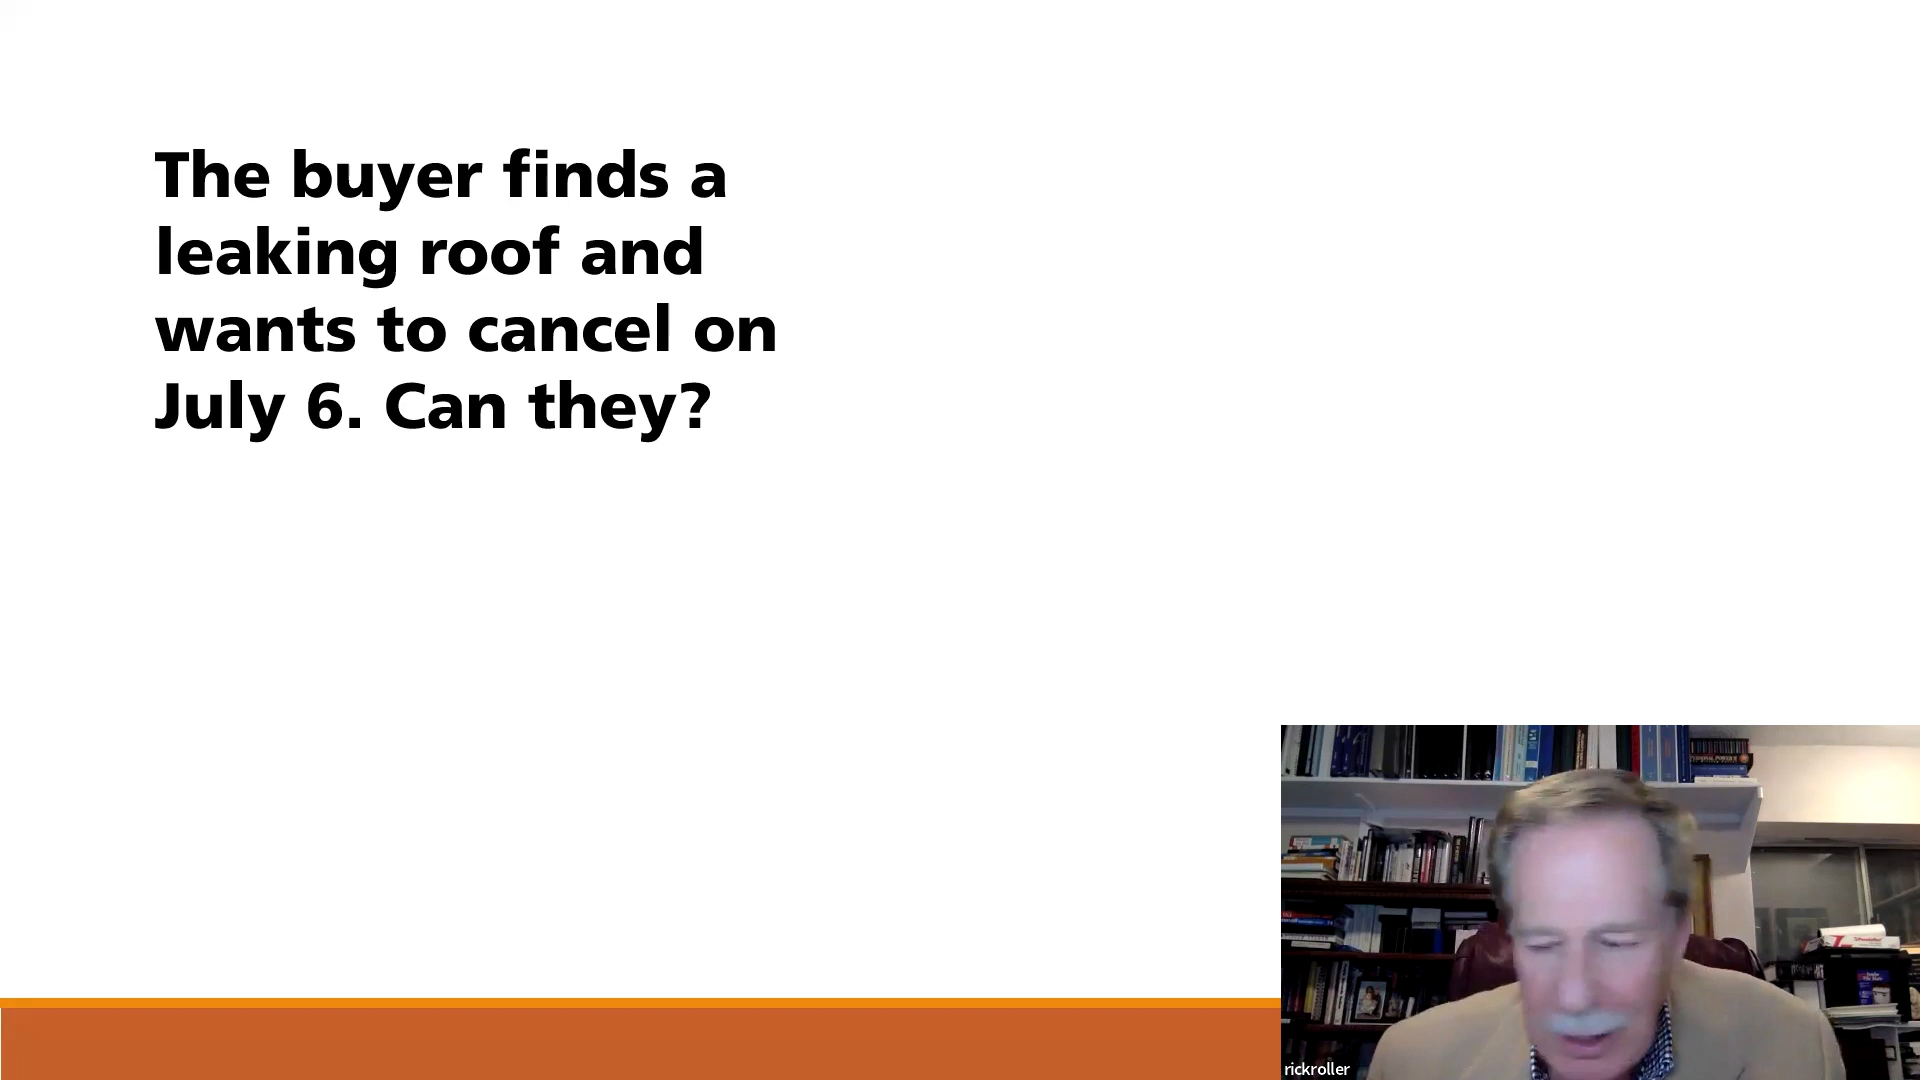 The buyer finds a
leaking roof and
wants to cancel on
July 6. Can they?
rickroller